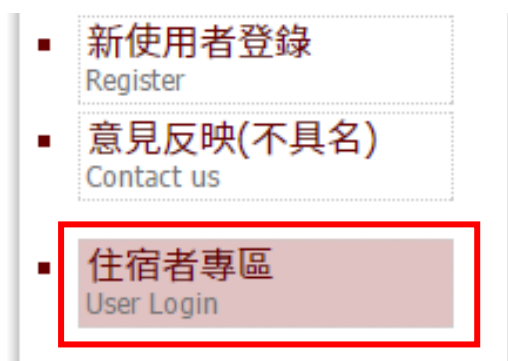 新使用者登錄
Register
意見反映(不具名)
Contact us
住宿者專區
User Login